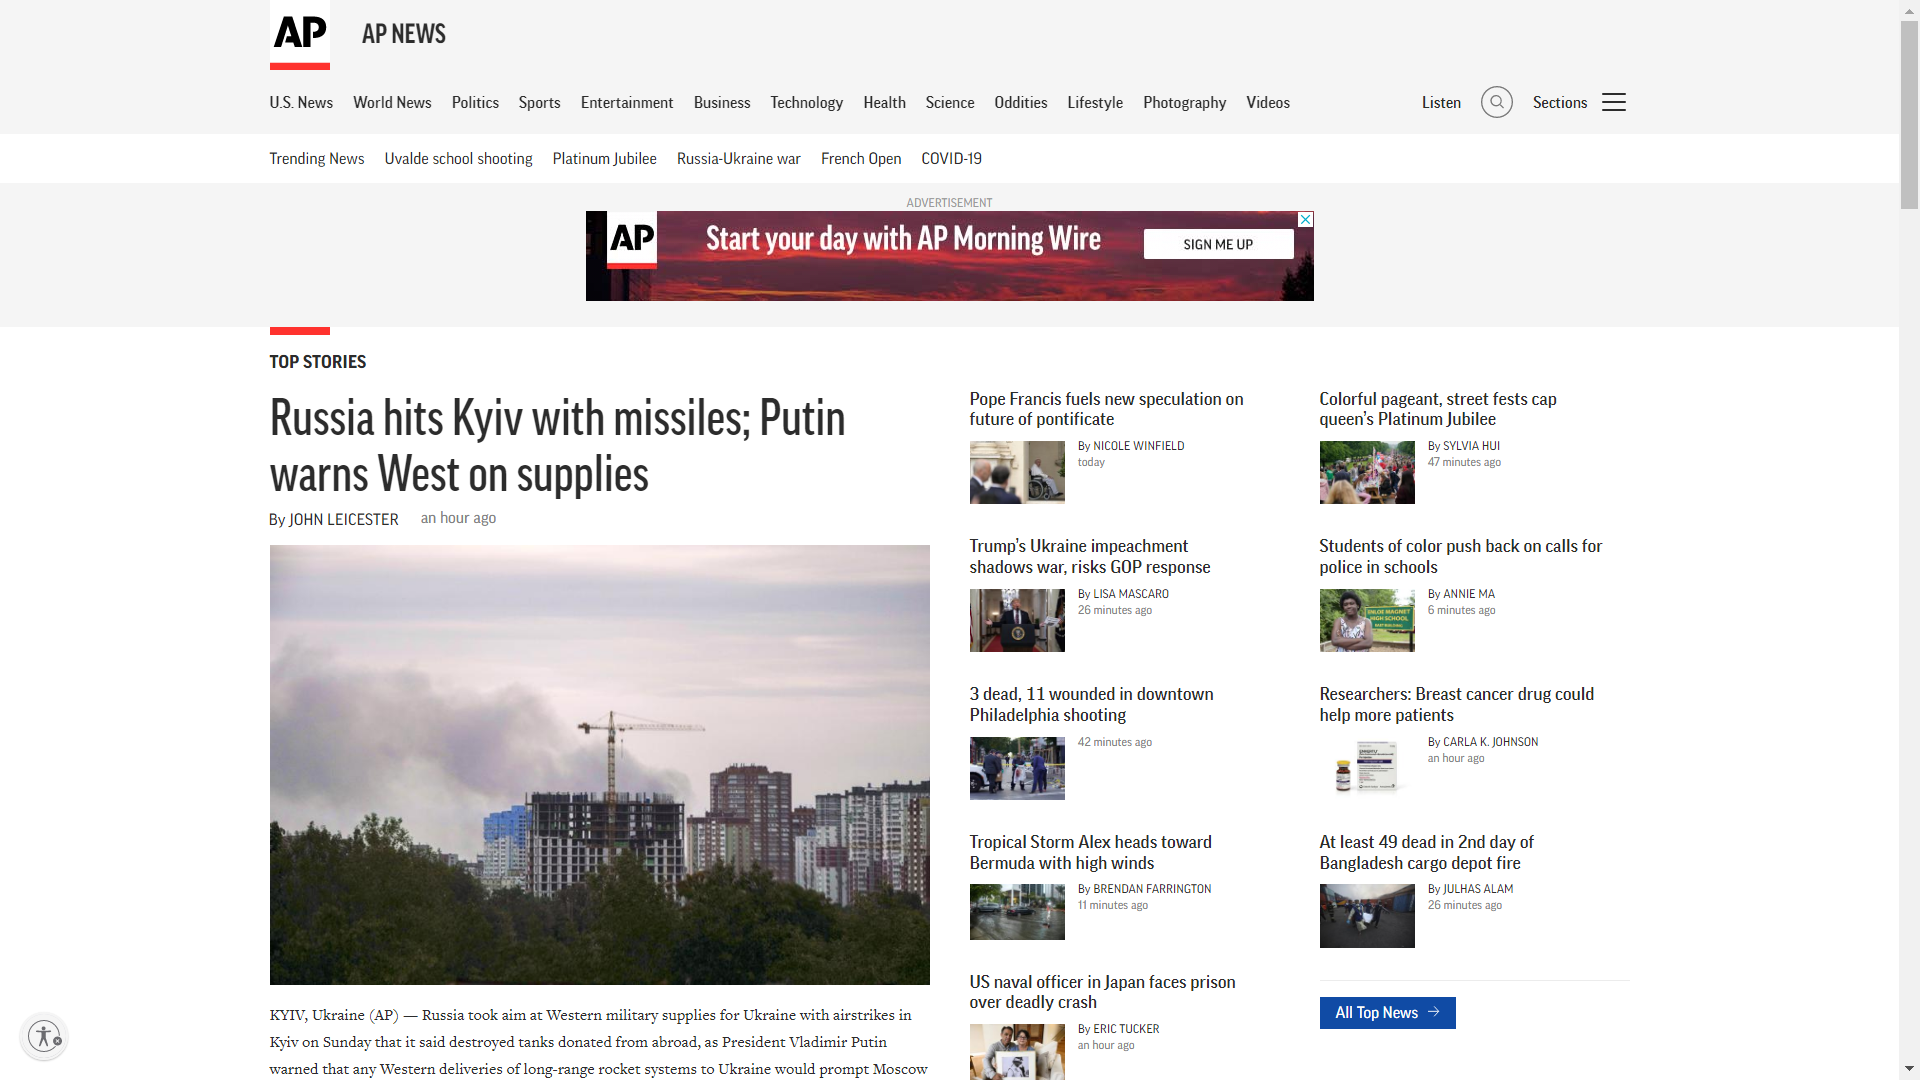 AP
AP NEWS
U.S. News World News Politics Sports Entertainment Business Technology Health Science Oddities Lifestyle Photography Videos Listen Sections
Trending News Uvalde school shooting Platinum Jubilee Russia-Ukraine war French Open COVID-19
ADVERTISEMENT
AP
Start your day with AP Morning Wire
SIGN ME UP
TOP STORIES
Russia hits Kyiv with missiles; Putin
warns West on supplies
By JOHN LEICESTER an hour ago
KYIV, Ukraine (AP) — Russia took aim at Western military supplies for Ukraine with airstrikes in
Kyiv on Sunday that it said destroyed tanks donated from abroad, as President Vladimir Putin
warned that any Western deliveries of long-range rocket systems to Ukraine would prompt Moscow
Pope Francis fuels new speculation on
future of pontificate
By NICOLE WINFIELD
today
Trump's Ukraine impeachment
shadows war, risks GOP response
By LISA MASCARO
26 minutes ago
3 dead, 11 wounded in downtown
Philadelphia shooting
42 minutes ago
Tropical Storm Alex heads toward
Bermuda with high winds
By BRENDAN FARRINGTON
11 minutes ago
US naval officer in Japan faces prison
over deadly crash
By ERIC TUCKER
an hour ago
Colorful pageant, street fests cap
queen's Platinum Jubilee
By SYLVIA HUI
47 minutes ago
Students of color push back on calls for
police in schools
By ANNIE MA
6 minutes ago
MAGNET
HIGH SCHOOL
Researchers: Breast cancer drug could
help more patients
By CARLA K. JOHNSON
an hour ago
At least 49 dead in 2nd day of
Bangladesh cargo depot fire
By JULHAS ALAM
26 minutes ago
All Top News